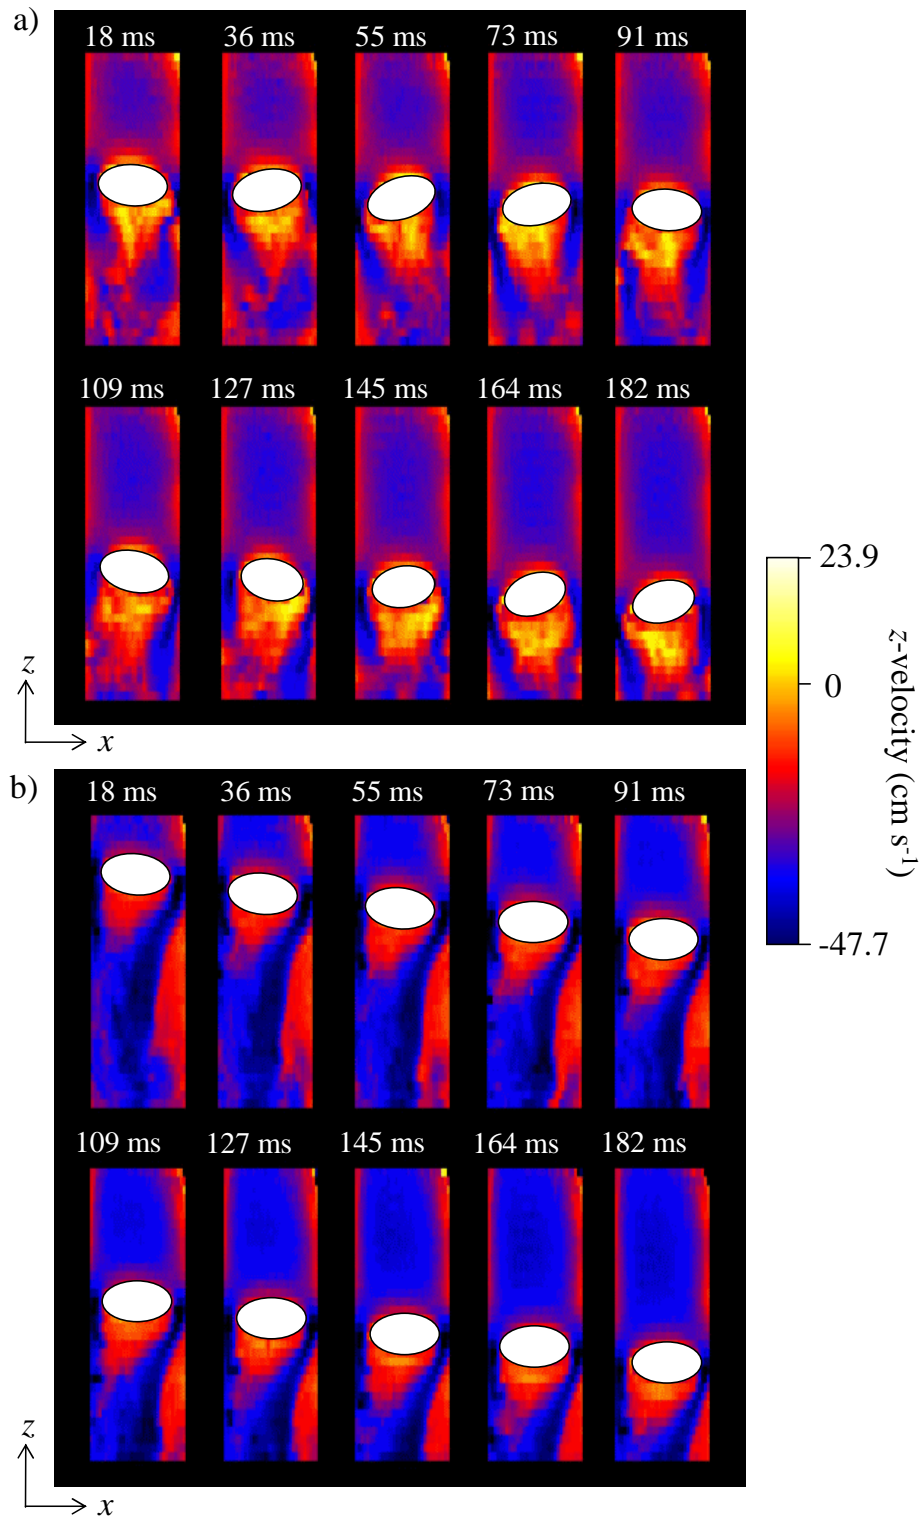 a)
18 ms 36 ms 55 ms 73 ms 91 ms
109 ms 127 ms 145 ms 164 ms 182 ms
23.9
0
-47.7
z-velocity (cm s-1)
z
x
b)
18 ms 36 ms 55 ms 73 ms 91 ms
109 ms 127 ms 145 ms 164 ms 182 ms
z
x